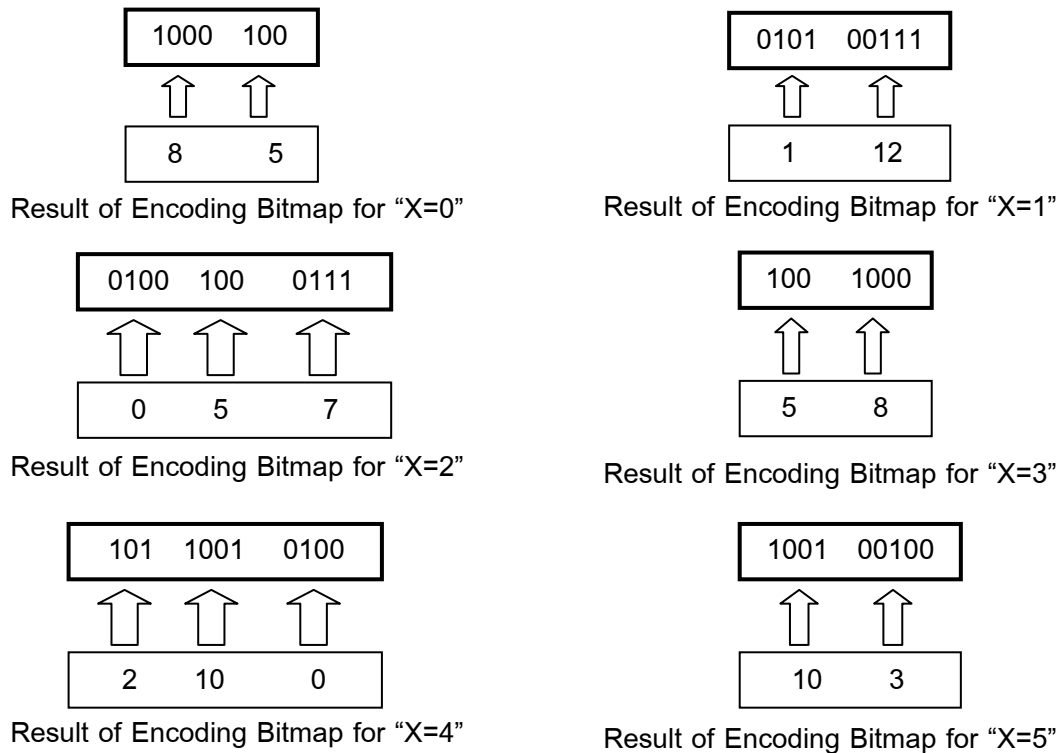 1000 100
8 5
Result of Encoding Bitmap for “X=0”
0101 00111
1 12
Result of Encoding Bitmap for “X=1”
0100 100 0111
0 5 7
Result of Encoding Bitmap for “X=2”
100 1000
5 8
Result of Encoding Bitmap for “X=3”
101 1001 0100
2 10 0
Result of Encoding Bitmap for “X=4”
1001 00100
10 3
Result of Encoding Bitmap for “X=5”